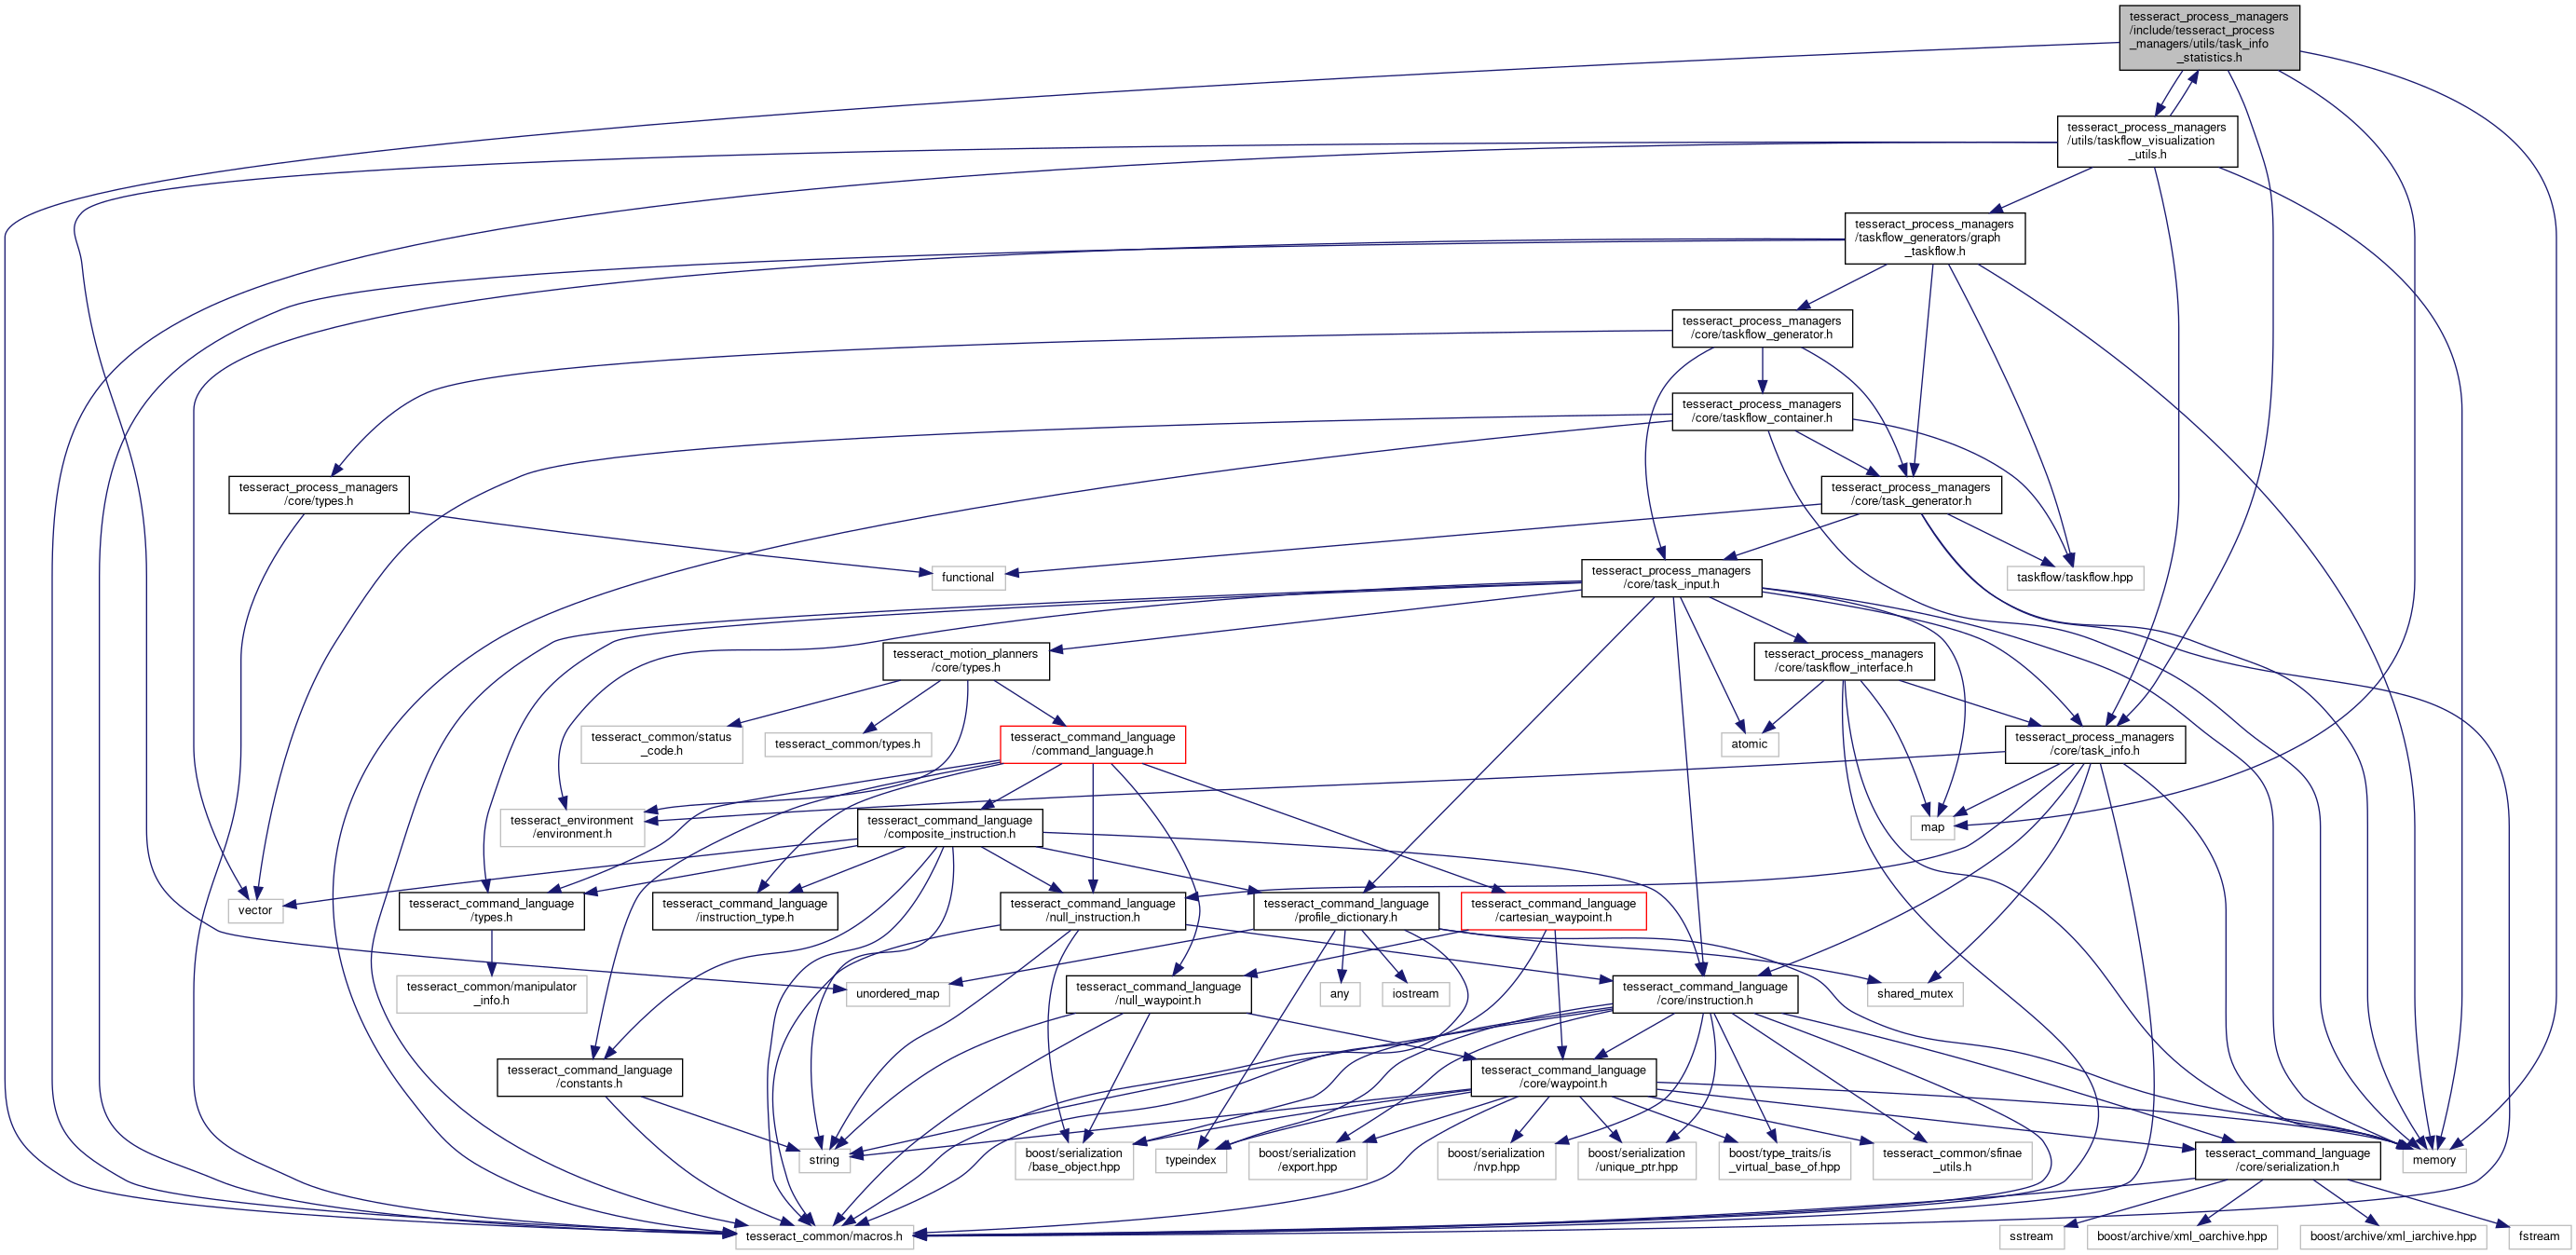 tesseract_process_managers
/include/tesseract_process
_managers/utils/task_info
_statistics.h
tesseract_process_managers
/utils/taskflow_visualization
_utils.h
tesseract_process_managers
/taskflow_generators/graph
_taskflow.h
tesseract_process_managers
/core/taskflow_generator.h
tesseract_process_managers
/core/taskflow_container.h
tesseract_process_managers
/core/types.h
tesseract_process_managers
/core/task_generator.h
functional
tesseract_process_managers
/core/task_input.h
taskflow/taskflow.hpp
tesseract_motion_planners
/core/types.h
tesseract_process_managers
/core/taskflow_interface.h
tesseract_common/status
_code.h
tesseract_common/types.h
tesseract_command_language
/command_language.h
atomic
tesseract_process_managers
/core/task_info.h
tesseract_environment
/environment.h
tesseract_command_language
/composite_instruction.h
map
vector
tesseract_command_language
/types.h
tesseract_command_language
/instruction_type.h
tesseract_command_language
/null_instruction.h
tesseract_command_language
/profile_dictionary.h
tesseract_command_language
/cartesian_waypoint.h
tesseract_common/manipulator
_info.h
unordered_map
tesseract_command_language
/null_waypoint.h
any
iostream
tesseract_command_language
/core/instruction.h
shared_mutex
tesseract_command_language
/constants.h
tesseract_command_language
/core/waypoint.h
string
boost/serialization
/base_object.hpp
typeindex
boost/serialization
/export.hpp
boost/serialization
/nvp.hpp
boost/serialization
/unique_ptr.hpp
boost/type_traits/is
_virtual_base_of.hpp
tesseract_common/sfinae
_utils.h
tesseract_command_language
/core/serialization.h
memory
tesseract_common/macros.h
sstream
boost/archive/xml_oarchive.hpp
boost/archive/xml_iarchive.hpp
fstream